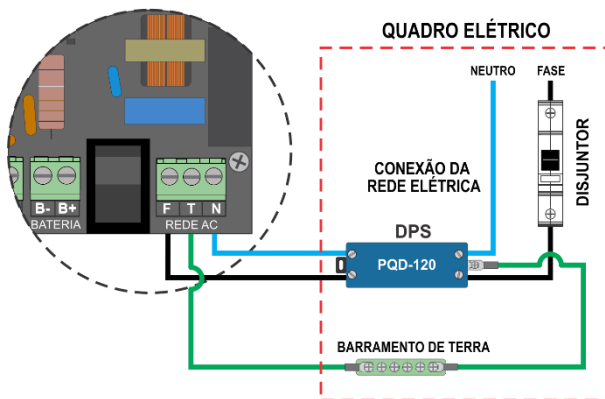 QUADRO ELÉTRICO
NEUTRO FASE
DISJUNTOR
CONEXÃO DA
REDE ELÉTRICA
B- B+
BATERIA
F T N
REDE AC
DPS
PQD-120
BARRAMENTO DE TERRA